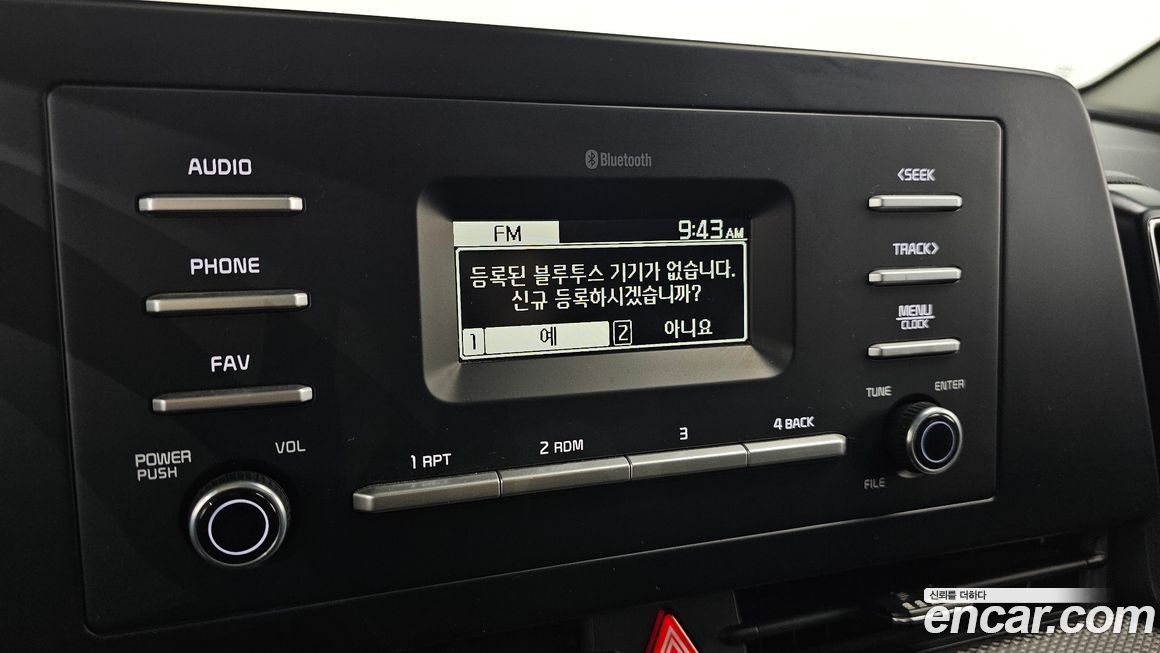 Bluetooth
AUDIO
PHONE
FAV
POWER
PUSH
VOL
FM
9:43 AM
등록된 블루투스 기기가 없습니다.
신규 등록하시겠습니까?
1 예 2 아니요
1 RPT
2 RDM
3
4 BACK
<SEEK
TRACK>
MENU
CLOCK
TUNE
ENTER
FILE
신뢰를 더하다
encar.com